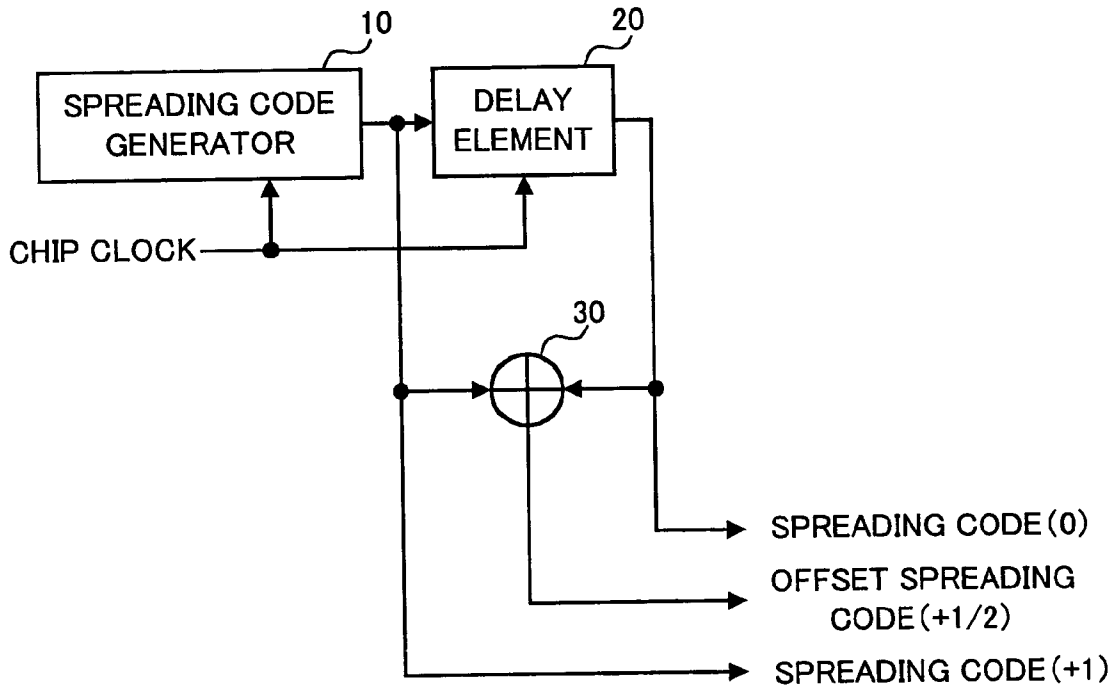 10
20
SPREADING CODE
GENERATOR
DELAY
ELEMENT
CHIP CLOCK
30
SPREADING CODE(0)
OFFSET SPREADING
CODE(+1/2)
SPREADING CODE(+1)